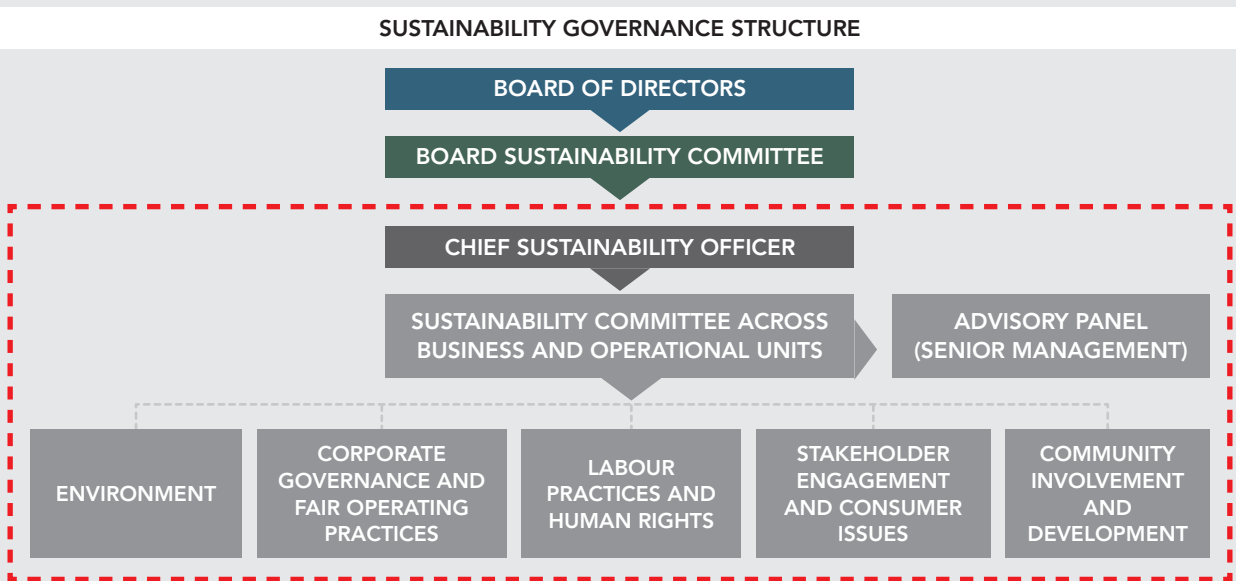 SUSTAINABILITY GOVERNANCE STRUCTURE
BOARD OF DIRECTORS
BOARD SUSTAINABILITY COMMITTEE
CHIEF SUSTAINABILITY OFFICER
SUSTAINABILITY COMMITTEE ACROSS
BUSINESS AND OPERATIONAL UNITS
ADVISORY PANEL
(SENIOR MANAGEMENT)
ENVIRONMENT
CORPORATE
GOVERNANCE AND
FAIR OPERATING
PRACTICES
LABOUR
PRACTICES AND
HUMAN RIGHTS
STAKEHOLDER
ENGAGEMENT
AND CONSUMER
ISSUES
COMMUNITY
INVOLVEMENT
AND
DEVELOPMENT